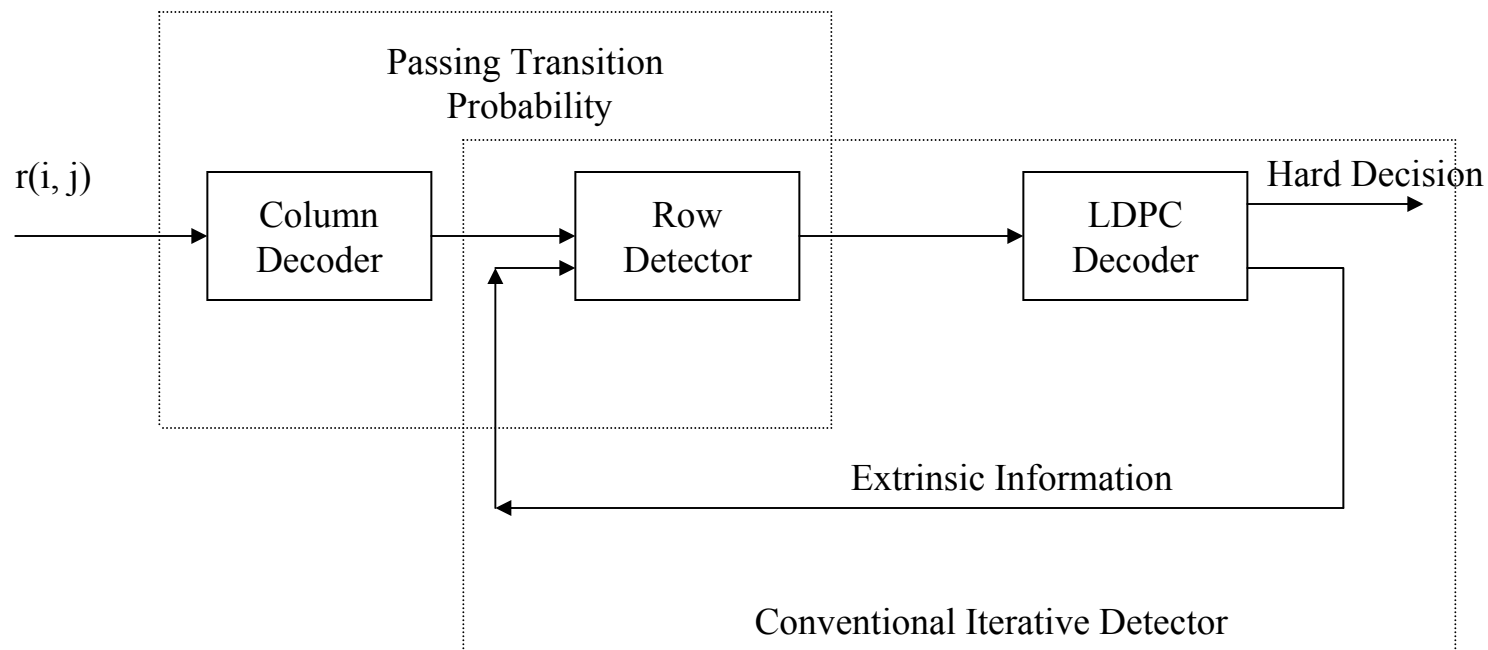 Passing Transition
Probability
r(i, j)
Column
Decoder
Row
Detector
LDPC
Decoder
Hard Decision
Extrinsic Information
Conventional Iterative Detector